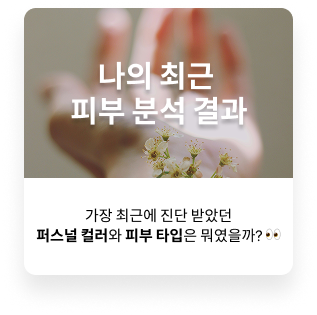 나의 최근
피부 분석 결과
가장 최근에 진단 받았던
퍼스널 컬러와 피부 타입은 뭐였을까?👀